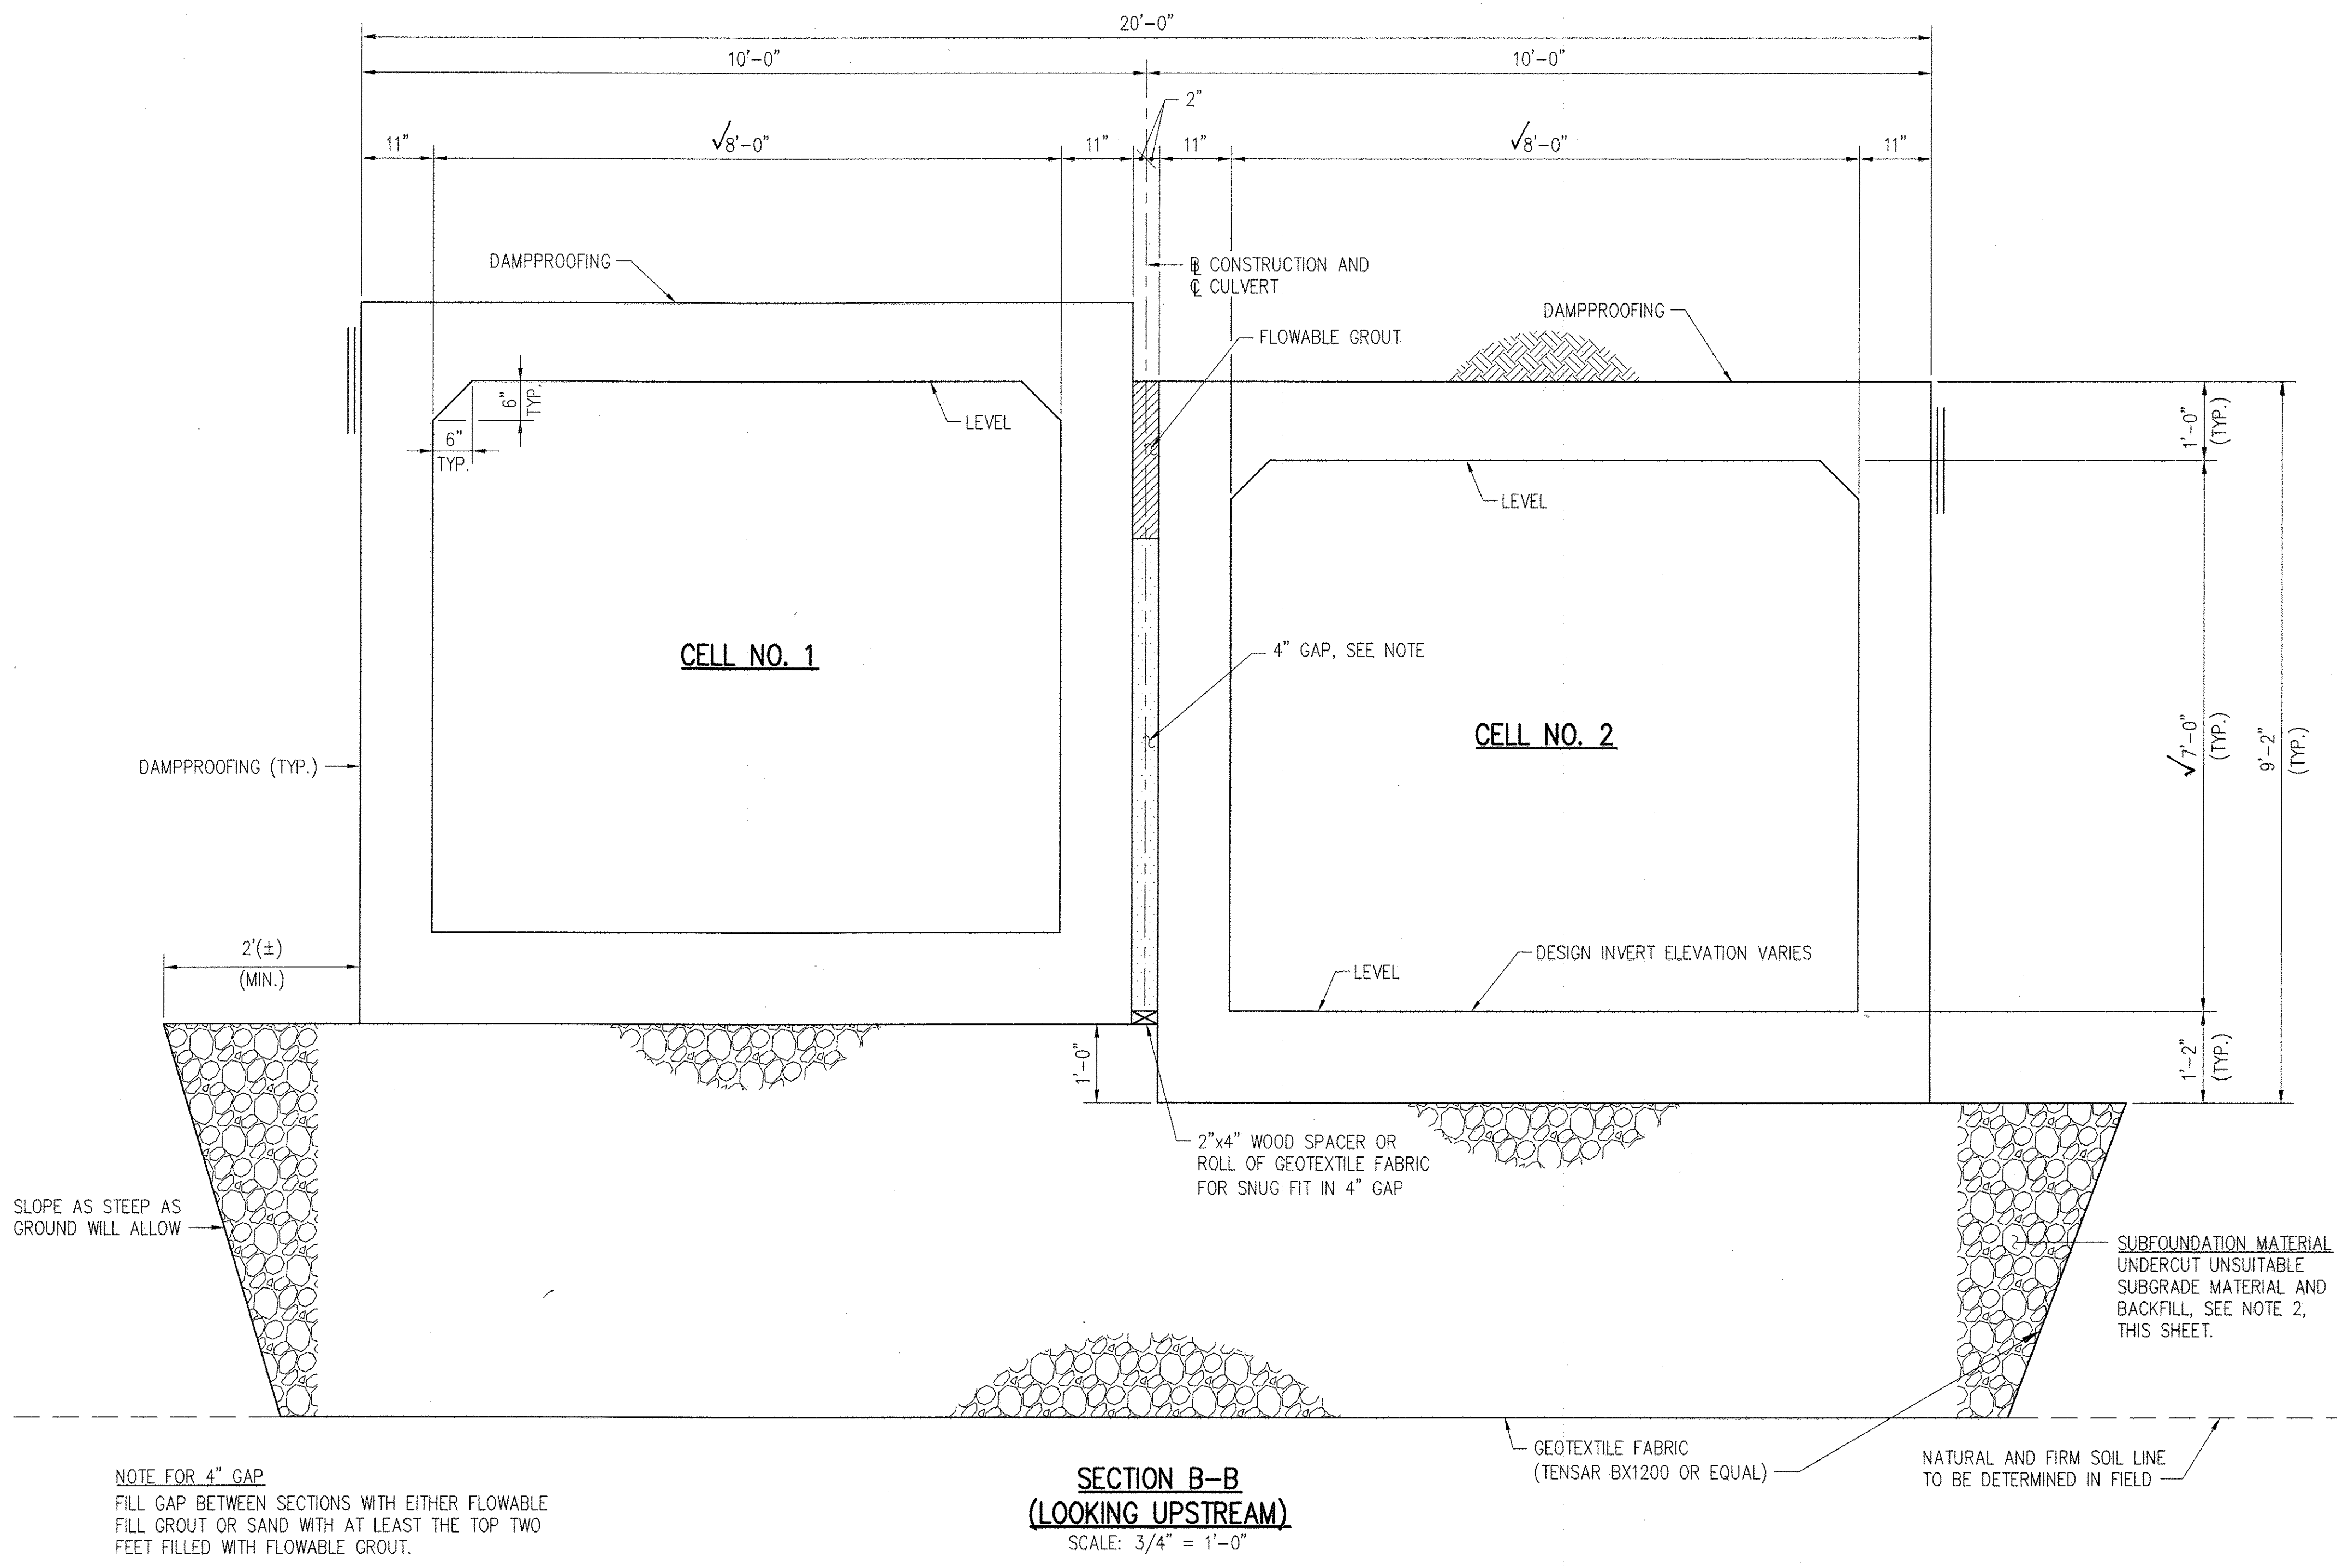 20'-0"
10'-0"
10'-0"
2"
11"
√8'-0"
11"
11"
√8'-0"
11"
DAMPPROOFING
℄ CONSTRUCTION AND
℄ CULVERT
DAMPPROOFING
FLOWABLE GROUT
6"
TYP.
6"
TYP.
LEVEL
1'-0"
(TYP.)
LEVEL
CELL NO. 1
4" GAP, SEE NOTE
CELL NO. 2
√7'-0"
(TYP.)
9'-2"
(TYP.)
DAMPPROOFING (TYP.)
2'(±)
(MIN.)
DESIGN INVERT ELEVATION VARIES
LEVEL
1'-0"
1'-2"
(TYP.)
2"x4" WOOD SPACER OR
ROLL OF GEOTEXTILE FABRIC
FOR SNUG FIT IN 4" GAP
SLOPE AS STEEP AS
GROUND WILL ALLOW
SUBFOUNDATION MATERIAL
UNDERCUT UNSUITABLE
SUBGRADE MATERIAL AND
BACKFILL, SEE NOTE 2,
THIS SHEET.
GEOTEXTILE FABRIC
(TENSAR BX1200 OR EQUAL)
NATURAL AND FIRM SOIL LINE
TO BE DETERMINED IN FIELD
NOTE FOR 4" GAP
FILL GAP BETWEEN SECTIONS WITH EITHER FLOWABLE
FILL GROUT OR SAND WITH AT LEAST THE TOP TWO
FEET FILLED WITH FLOWABLE GROUT.
SECTION B-B
(LOOKING UPSTREAM)
SCALE: 3/4" = 1'-0"